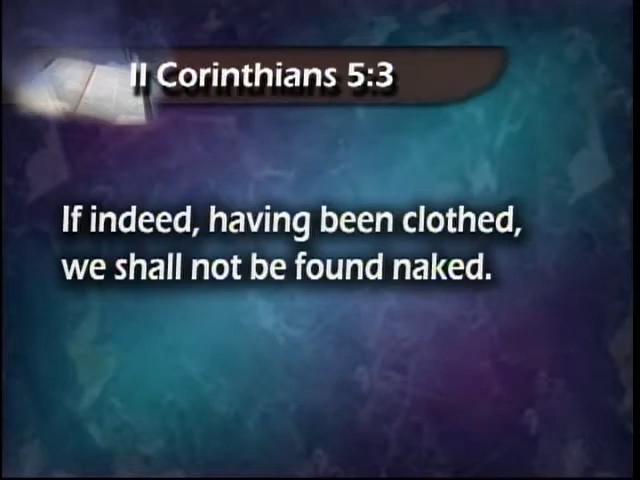 II Corinthians 5:3
If indeed, having been clothed,
we shall not be found naked.